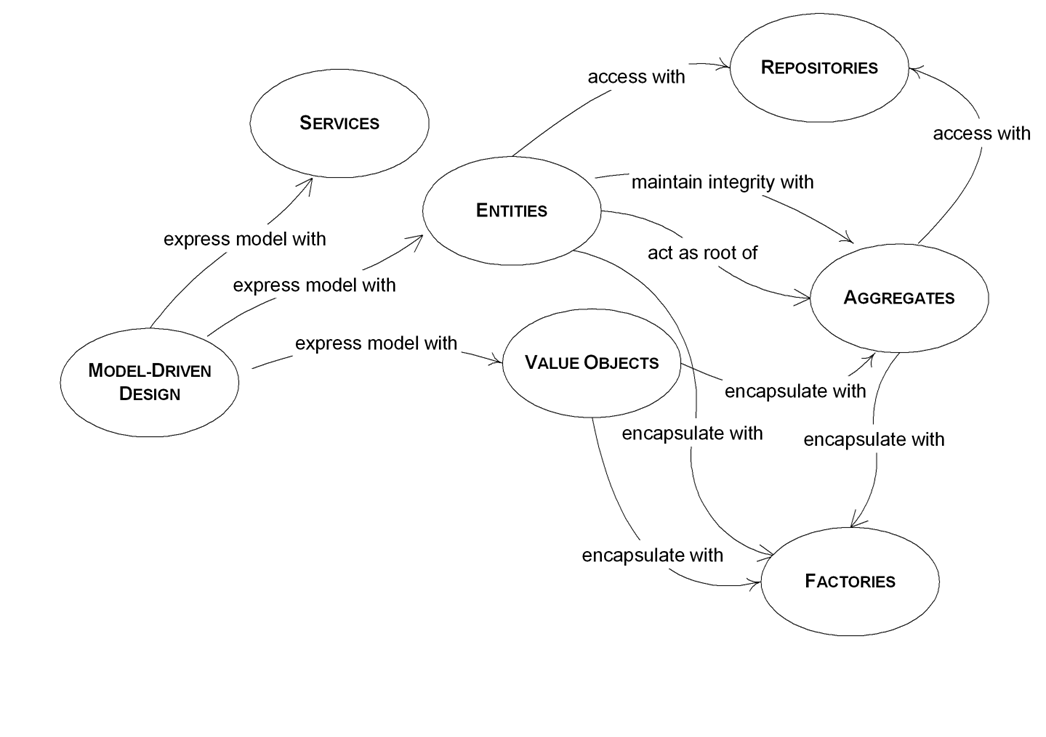 REPOSITORIES
access with
SERVICES
access with
maintain integrity with
ENTITIES
express model with
act as root of
express model with
AGGREGATES
express model with
VALUE OBJECTS
MODEL-DRIVEN
DESIGN
encapsulate with
encapsulate with
encapsulate with
encapsulate with
FACTORIES